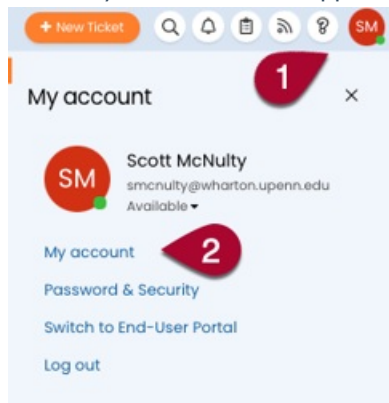 + New Ticket
SM
1
My account
SM
Scott McNulty
smcnulty@wharton.upenn.edu
Available
My account
2
Password & Security
Switch to End-User Portal
Log out